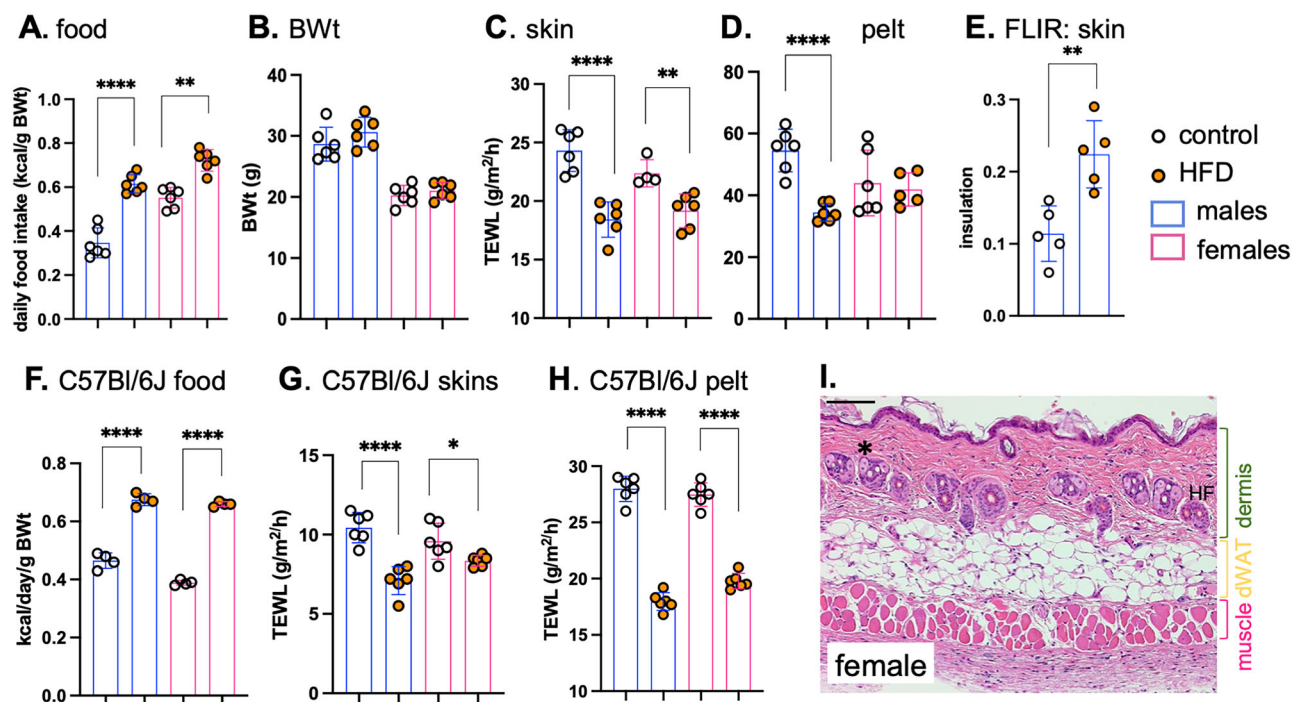 A. food
B. BWt
C. skin
D. pelt
E. FLIR: skin
daily food intake (kcal/g BWt)
1.0
0.8
0.6
0.4
0.2
0.0
****
**
BWt (g)
40
30
20
10
0
TEWL (g/m²/h)
30
25
20
15
10
****
**
80
60
40
20
0
****
insulation
0.3
0.2
0.1
0.0
**
control
HFD
males
females
F. C57Bl/6J food
G. C57Bl/6J skins
H. C57Bl/6J pelt
I.
kcal/day/g BWt
0.8
0.6
0.4
0.2
0.0
****
****
TEWL (g/m²/h)
15
10
5
0
****
*
TEWL (g/m²/h)
30
25
20
15
10
****
****
*
HF
female
dermis
dWAT
muscle